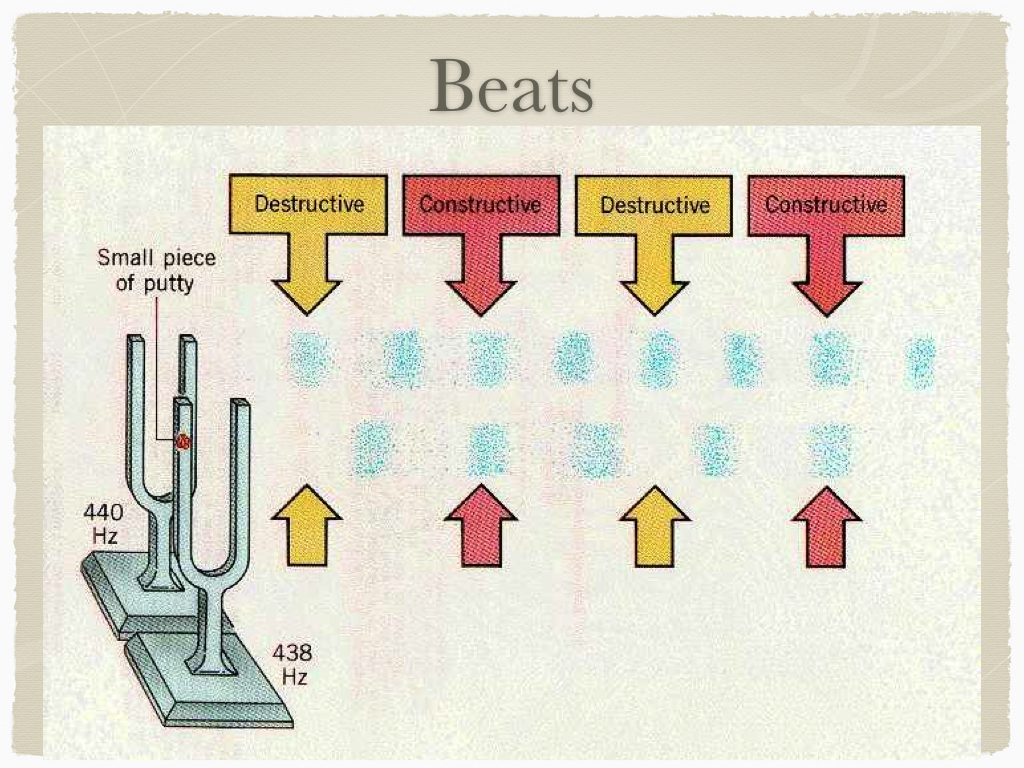 Beats
Destructive
Constructive
Destructive
Constructive
Small piece
of putty
440
Hz
438
Hz